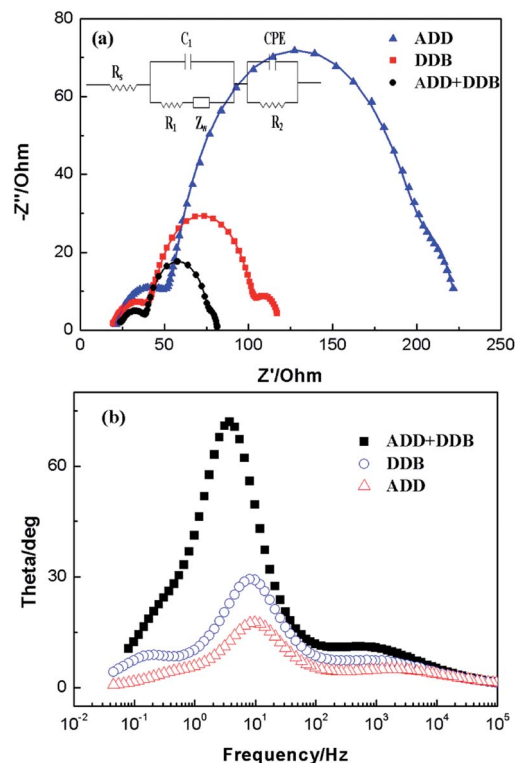 (a)
C1
CPE
Rs
R1
Zw
R2
ADD
DDB
ADD+DDB
-Z''/Ohm
80
60
40
20
0
0 50 100 150 200 250
Z'/Ohm
(b)
ADD+DDB
DDB
ADD
Theta/deg
60
30
0
10-2 10-1 100 101 102 103 104 105
Frequency/Hz